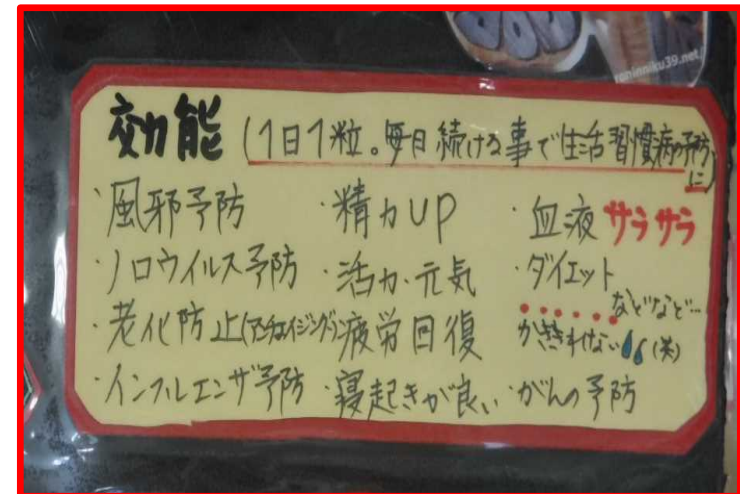 効能 (1日1粒。毎日続ける事で生活習慣病の予防に)
・風邪予防
・ノロウイルス予防
・老化防止(アンチエイジング)
・インフルエンザ予防
・精力UP
・活力・元気
・疲労回復
・寝起きが良い
・血液サラサラ
・ダイエット
・・・・・・などなど…
かききれない (笑)
・がんの予防